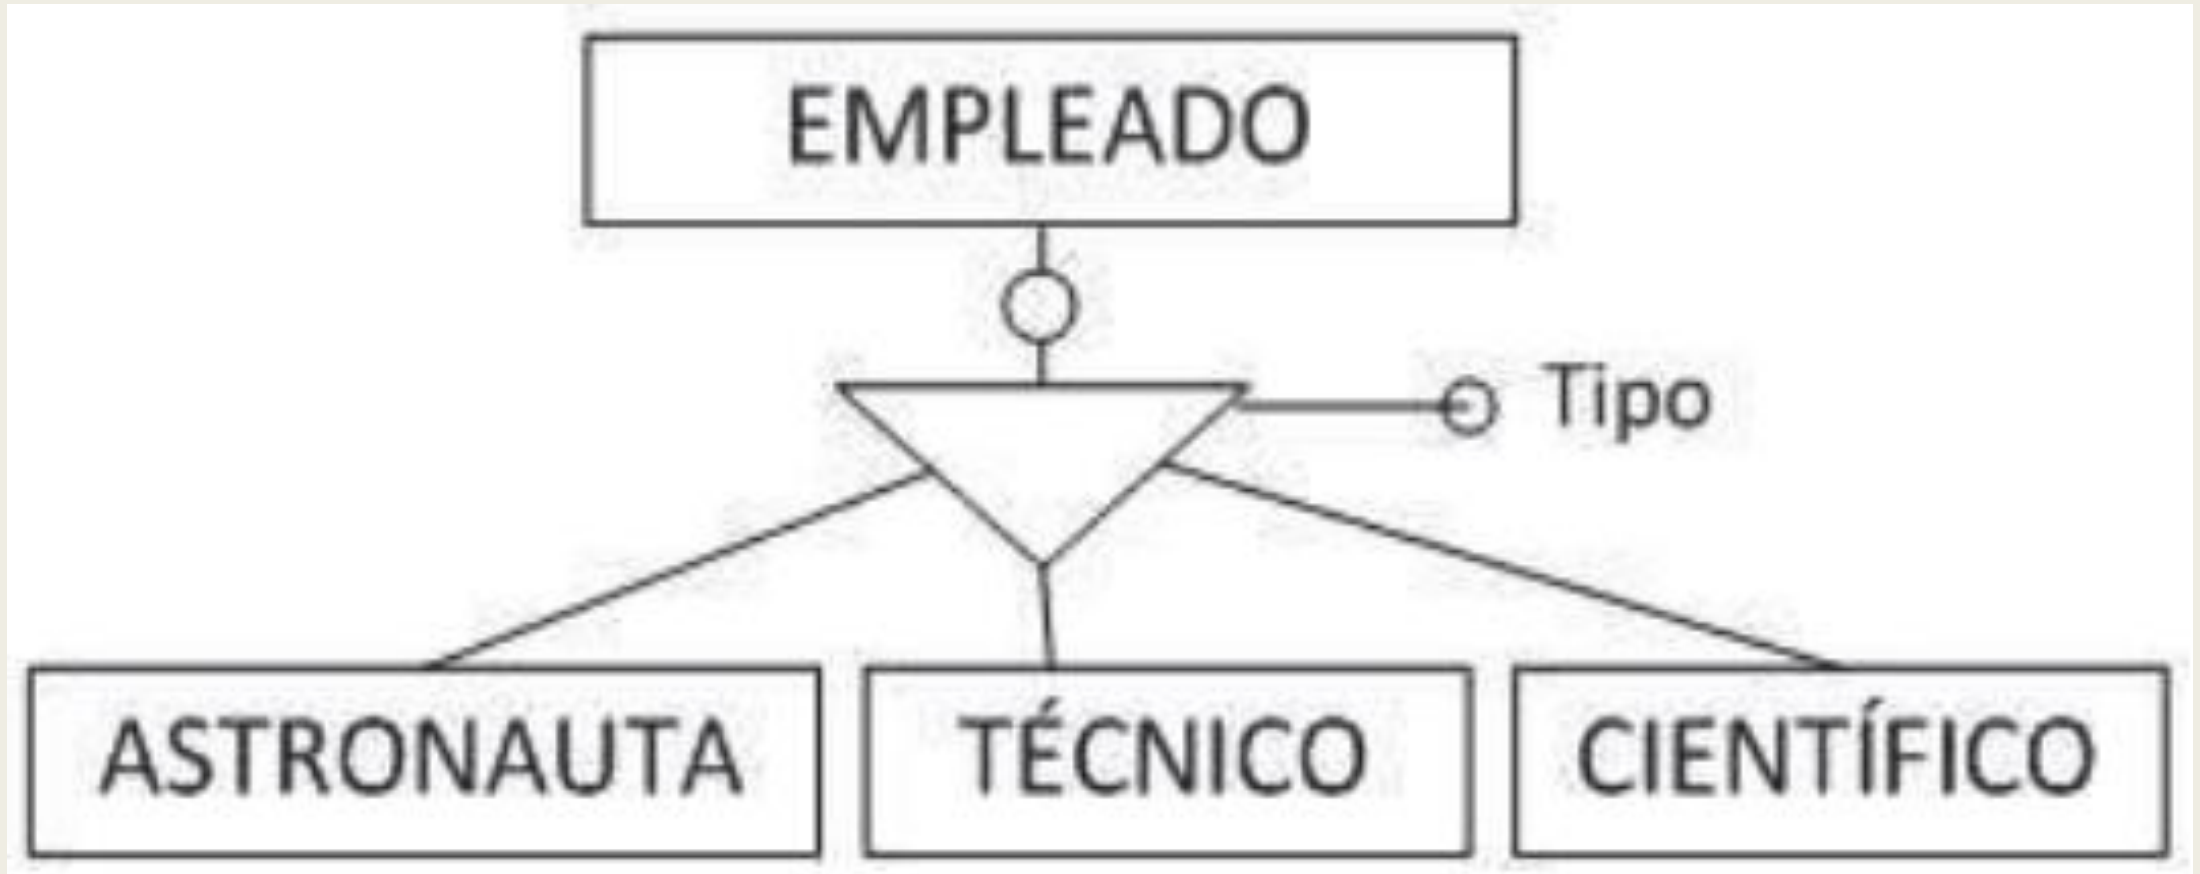 EMPLEADO
Tipo
ASTRONAUTA
TÉCNICO
CIENTÍFICO